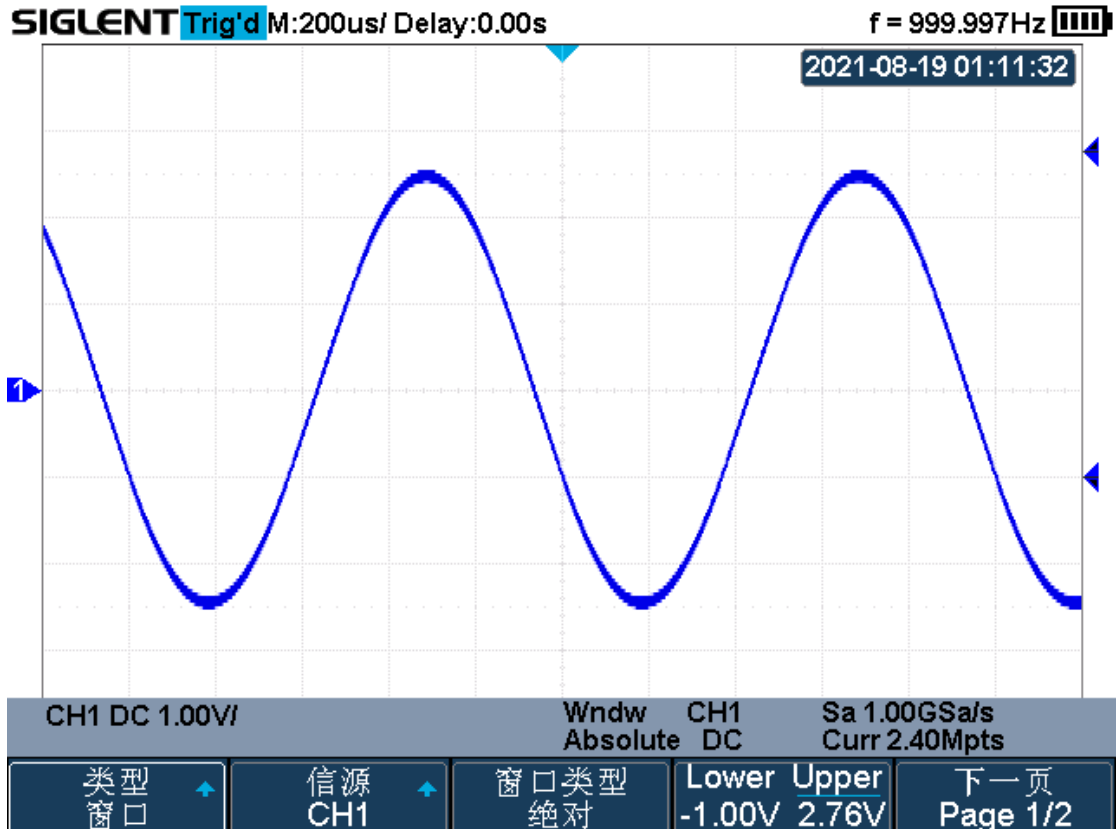 SIGLENT Trig'd M:200us/ Delay:0.00s f = 999.997Hz
2021-08-19 01:11:32
1
CH1 DC 1.00V/ Wndw CH1 Sa 1.00GSa/s
Absolute DC Curr 2.40Mpts
类型 信源 窗口类型 Lower Upper 下一页
窗口 CH1 绝对 -1.00V 2.76V Page 1/2